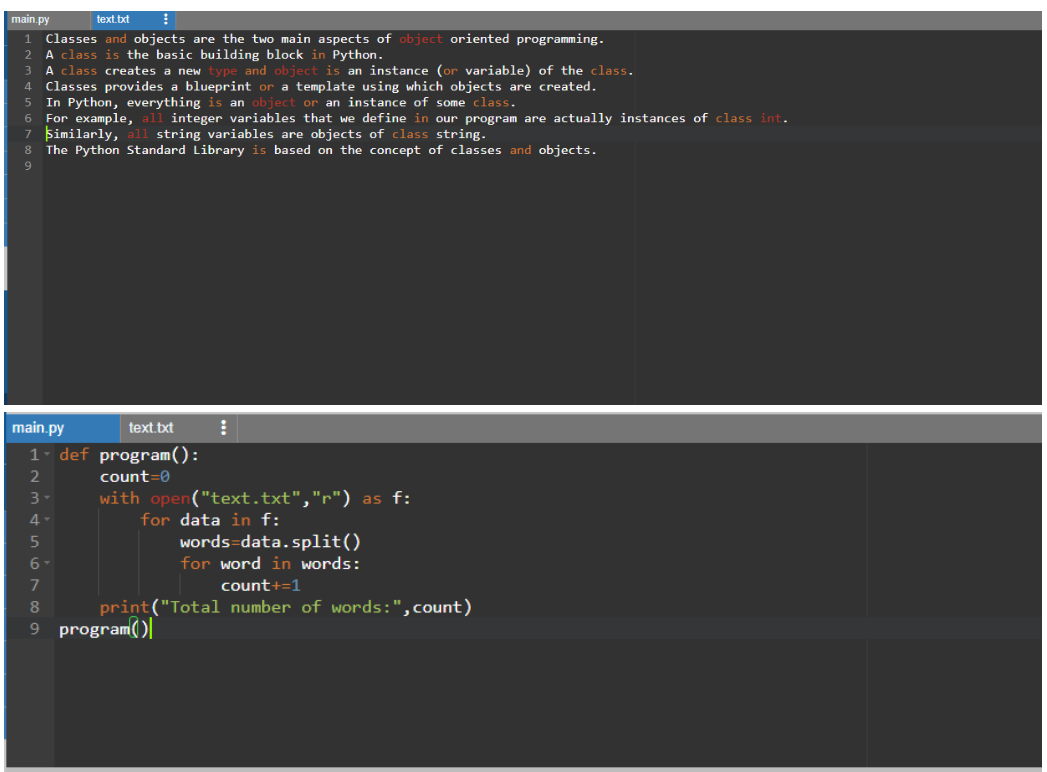 main.py text.txt
1 Classes and objects are the two main aspects of object oriented programming.
2 A class is the basic building block in Python.
3 A class creates a new type and object is an instance (or variable) of the class.
4 Classes provides a blueprint or a template using which objects are created.
5 In Python, everything is an object or an instance of some class.
6 For example, all integer variables that we define in our program are actually instances of class int.
7 Similarly, all string variables are objects of class string.
8 The Python Standard Library is based on the concept of classes and objects.
9
main.py text.txt
1 def program():
2     count=0
3     with open("text.txt","r") as f:
4         for data in f:
5             words=data.split()
6             for word in words:
7                 count+=1
8     print("Total number of words:",count)
9 program()